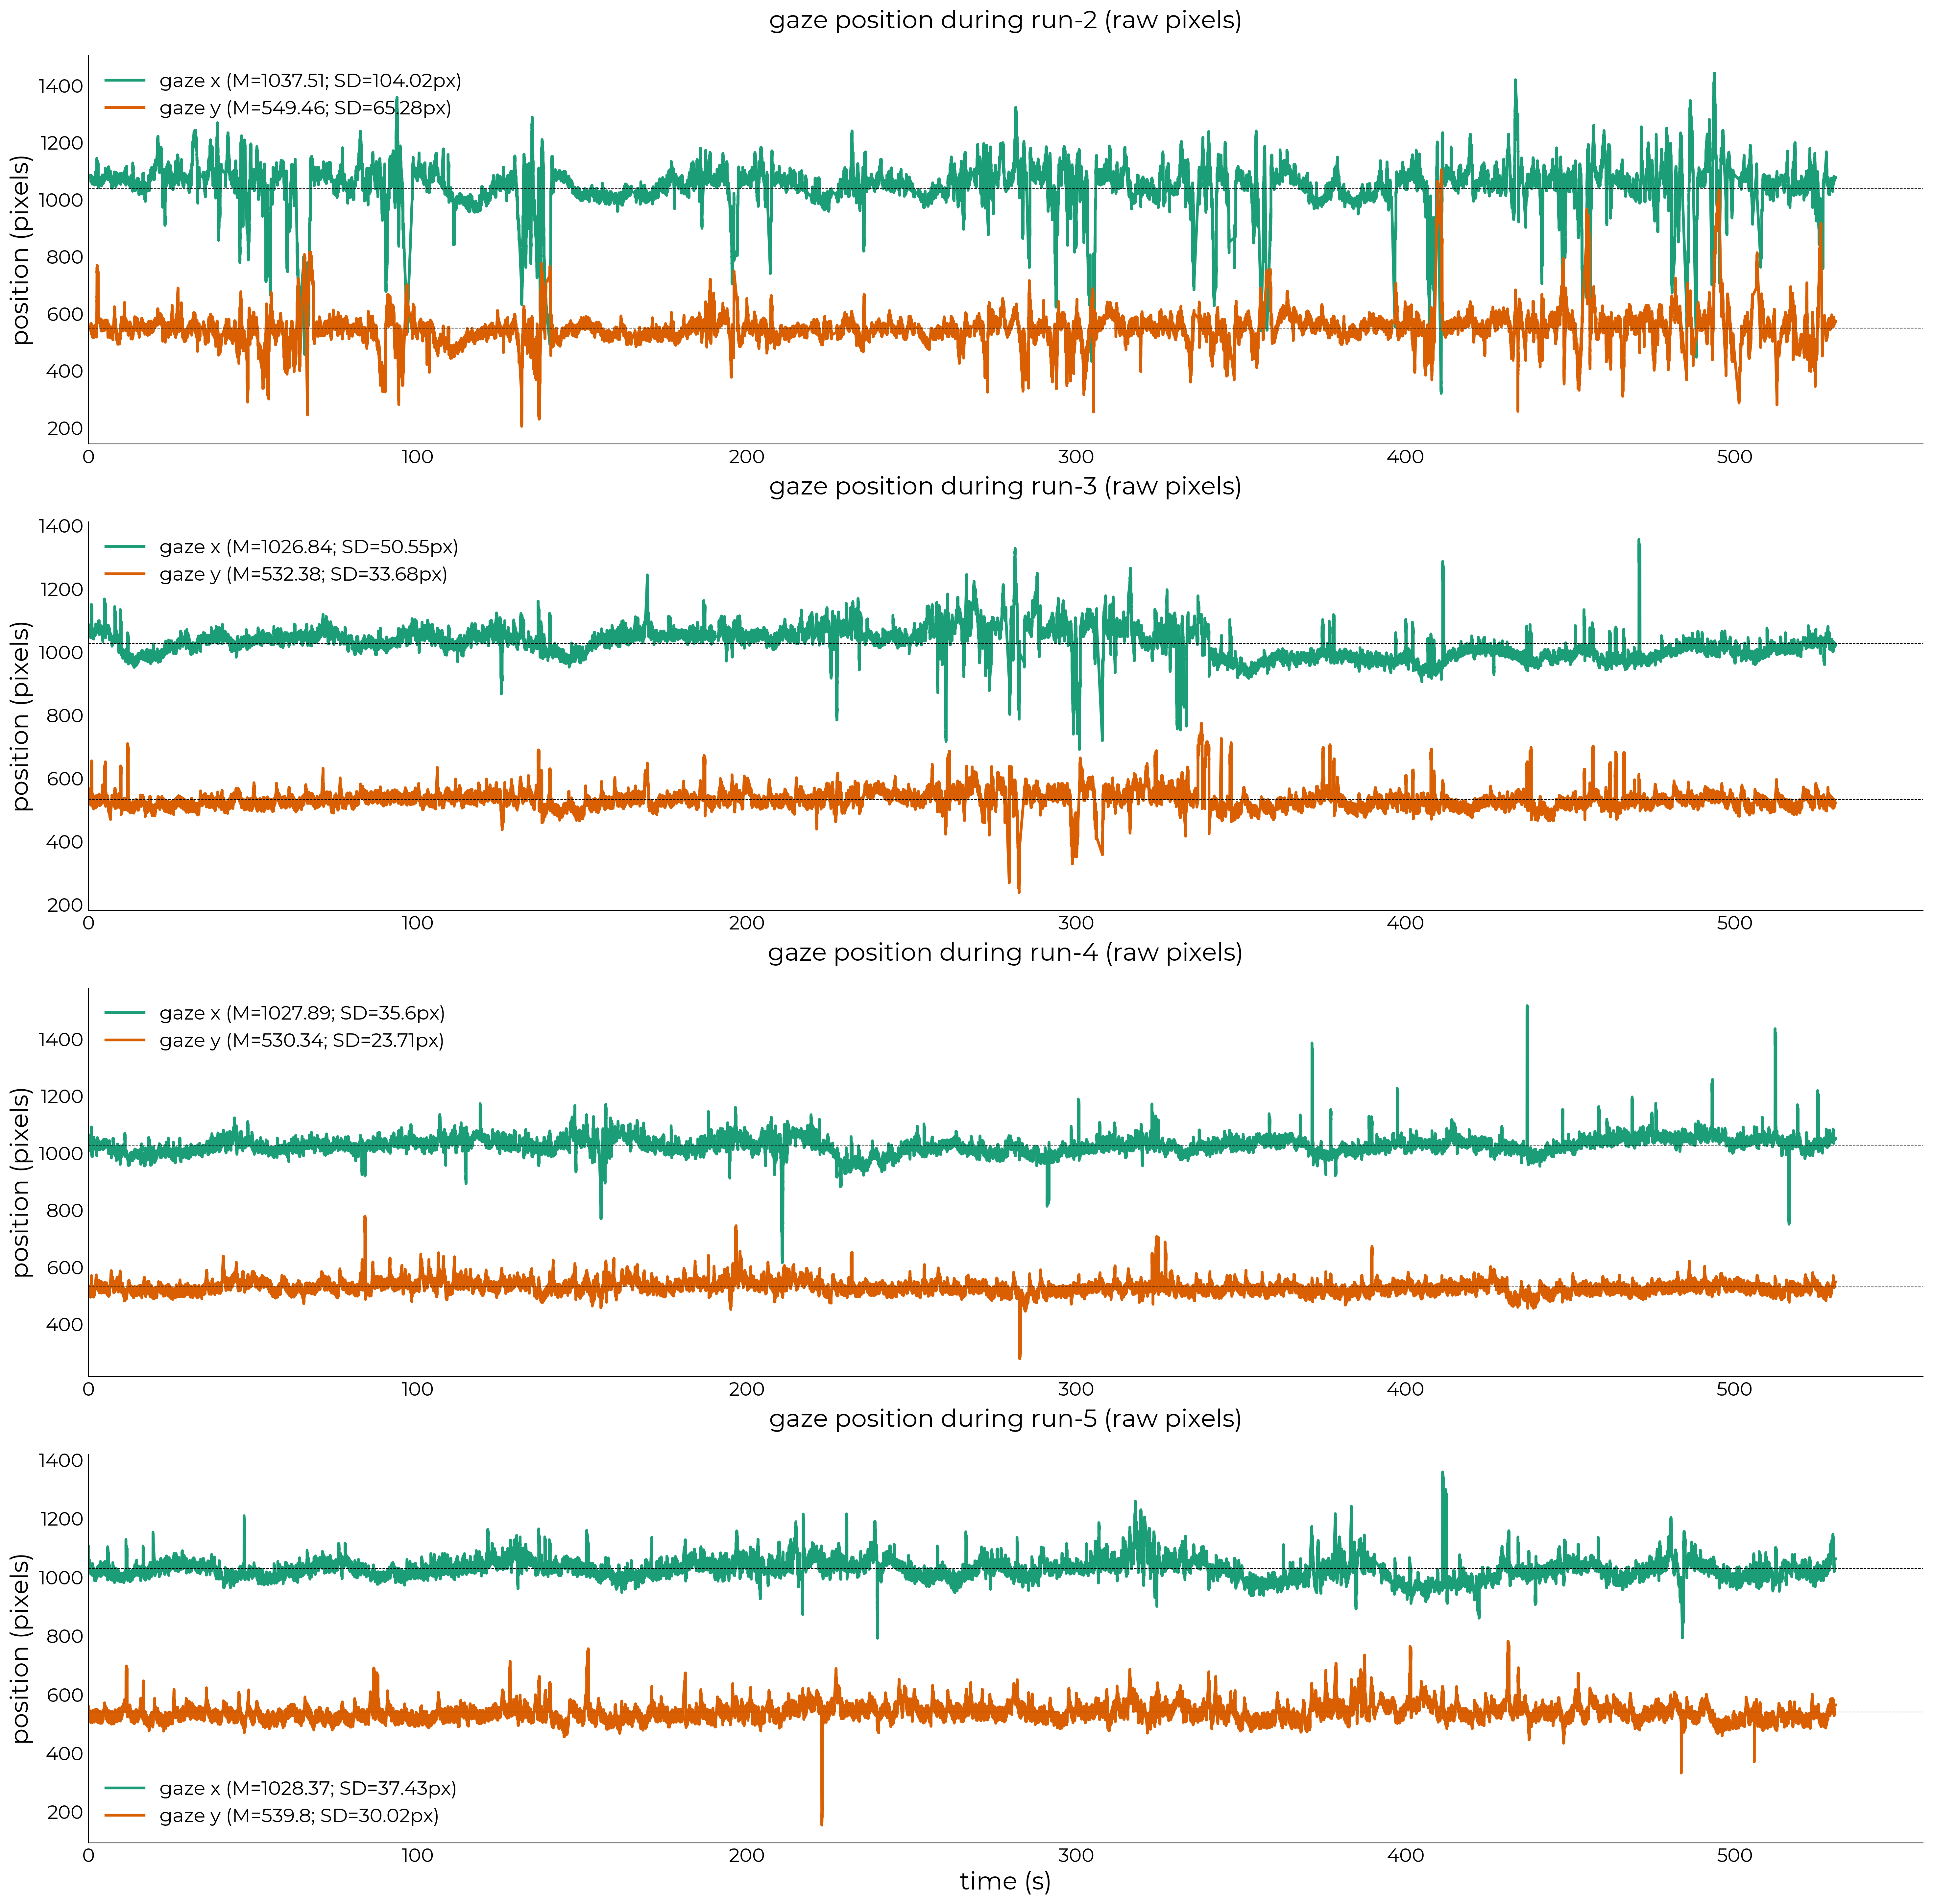 gaze position during run-2 (raw pixels)
gaze x (M=1037.51; SD=104.02px)
gaze y (M=549.46; SD=65.28px)
position (pixels)
1400
1200
1000
800
600
400
200
0 100 200 300 400 500
gaze position during run-3 (raw pixels)
gaze x (M=1026.84; SD=50.55px)
gaze y (M=532.38; SD=33.68px)
position (pixels)
1400
1200
1000
800
600
400
200
0 100 200 300 400 500
gaze position during run-4 (raw pixels)
gaze x (M=1027.89; SD=35.6px)
gaze y (M=530.34; SD=23.71px)
position (pixels)
1400
1200
1000
800
600
400
0 100 200 300 400 500
gaze position during run-5 (raw pixels)
position (pixels)
1400
1200
1000
800
600
400
200
gaze x (M=1028.37; SD=37.43px)
gaze y (M=539.8; SD=30.02px)
0 100 200 300 400 500
time (s)